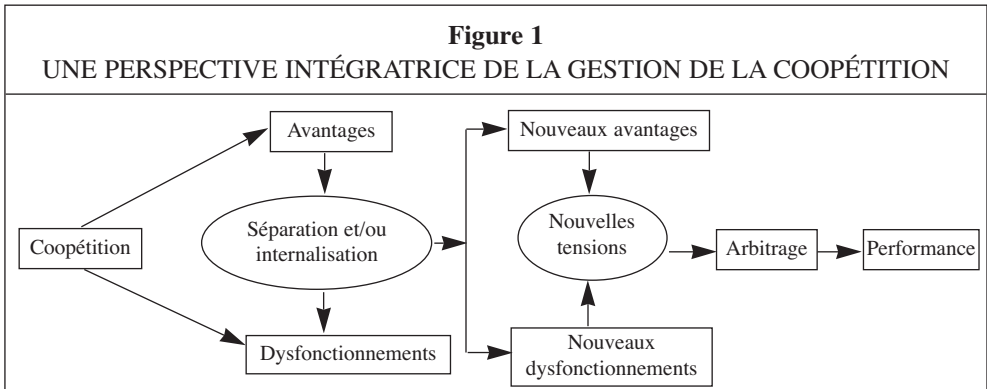 Figure 1
UNE PERSPECTIVE INTÉGRATRICE DE LA GESTION DE LA COOPÉTITION
Avantages
Nouveaux avantages
Coopétition
Séparation et/ou
internalisation
Nouvelles
tensions
Arbitrage
Performance
Dysfonctionnements
Nouveaux
dysfonctionnements